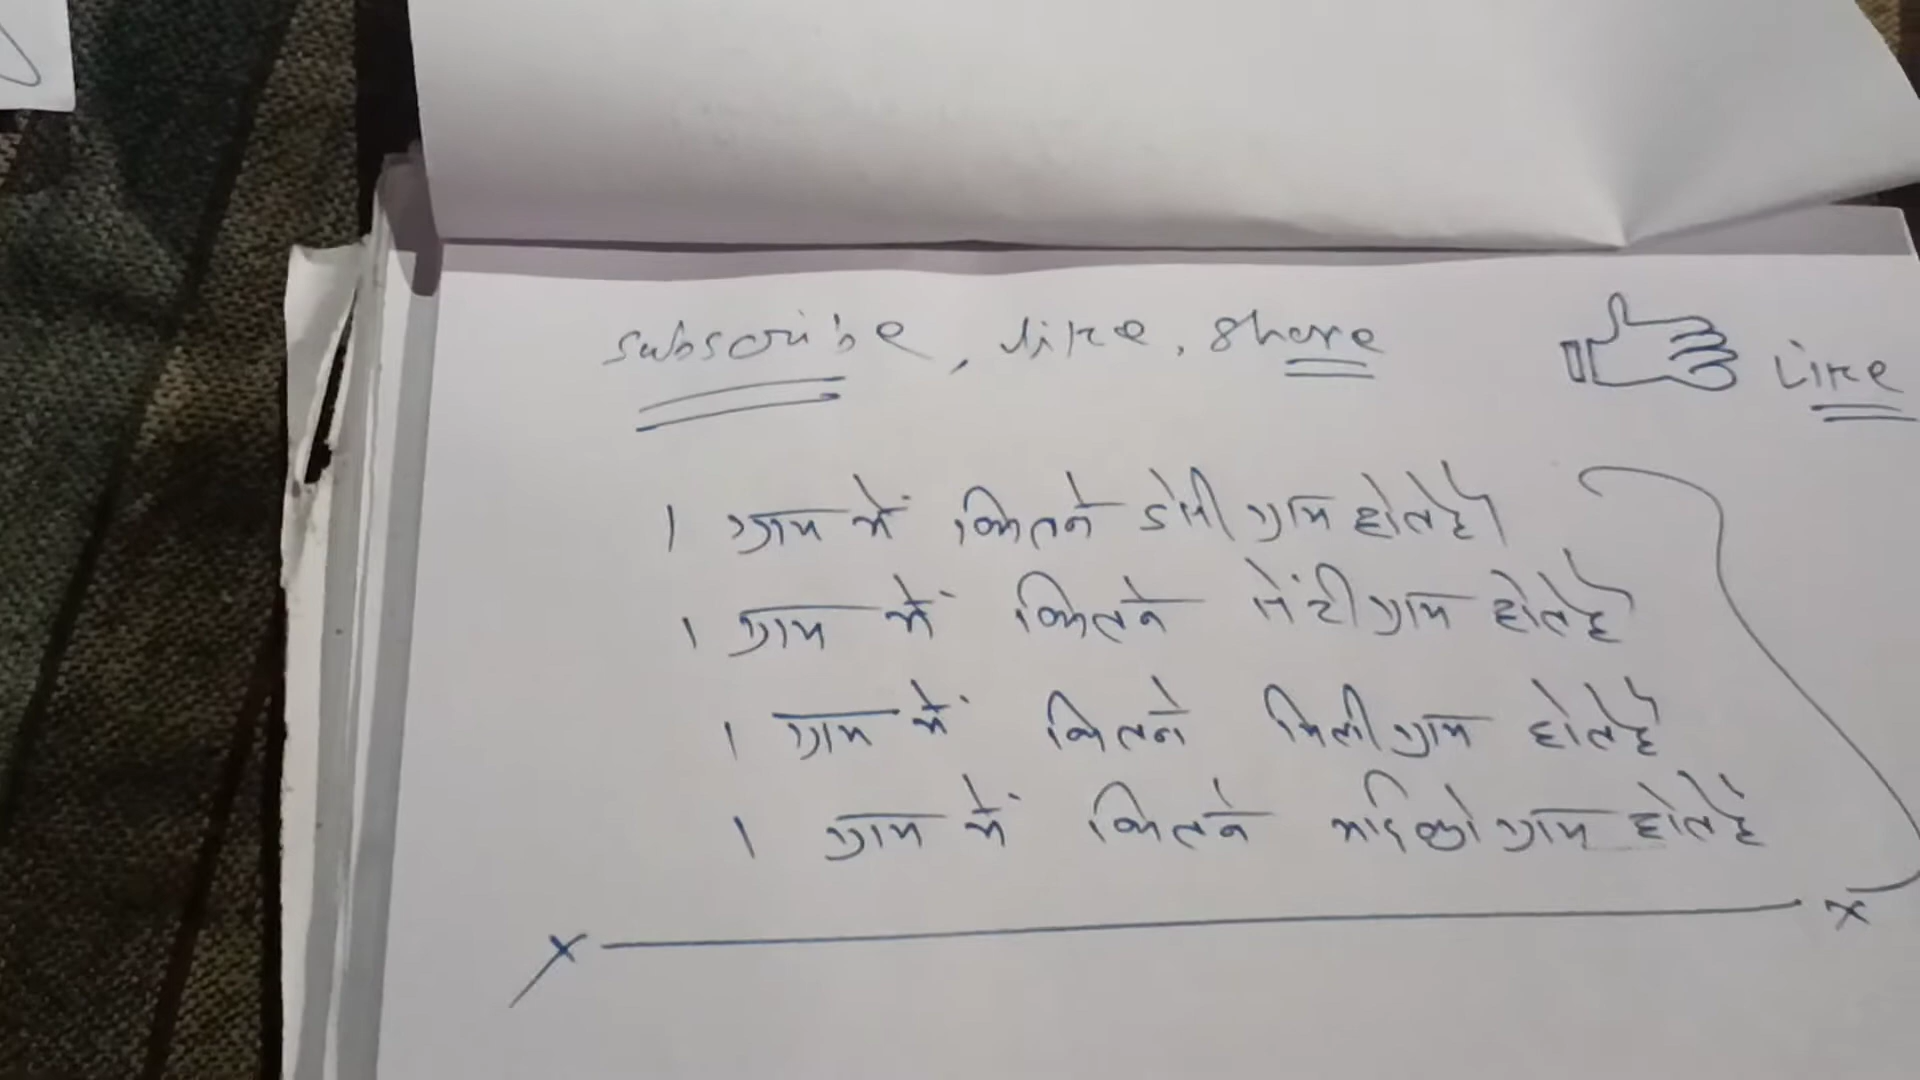 subscribe, like, share
Like
1 ग्राम में कितने डेसी ग्राम होते है।
1 ग्राम में कितने सेंटी ग्राम होते है
1 ग्राम में कितने मिली ग्राम होते है
1 ग्राम में कितने माइक्रो ग्राम होते है